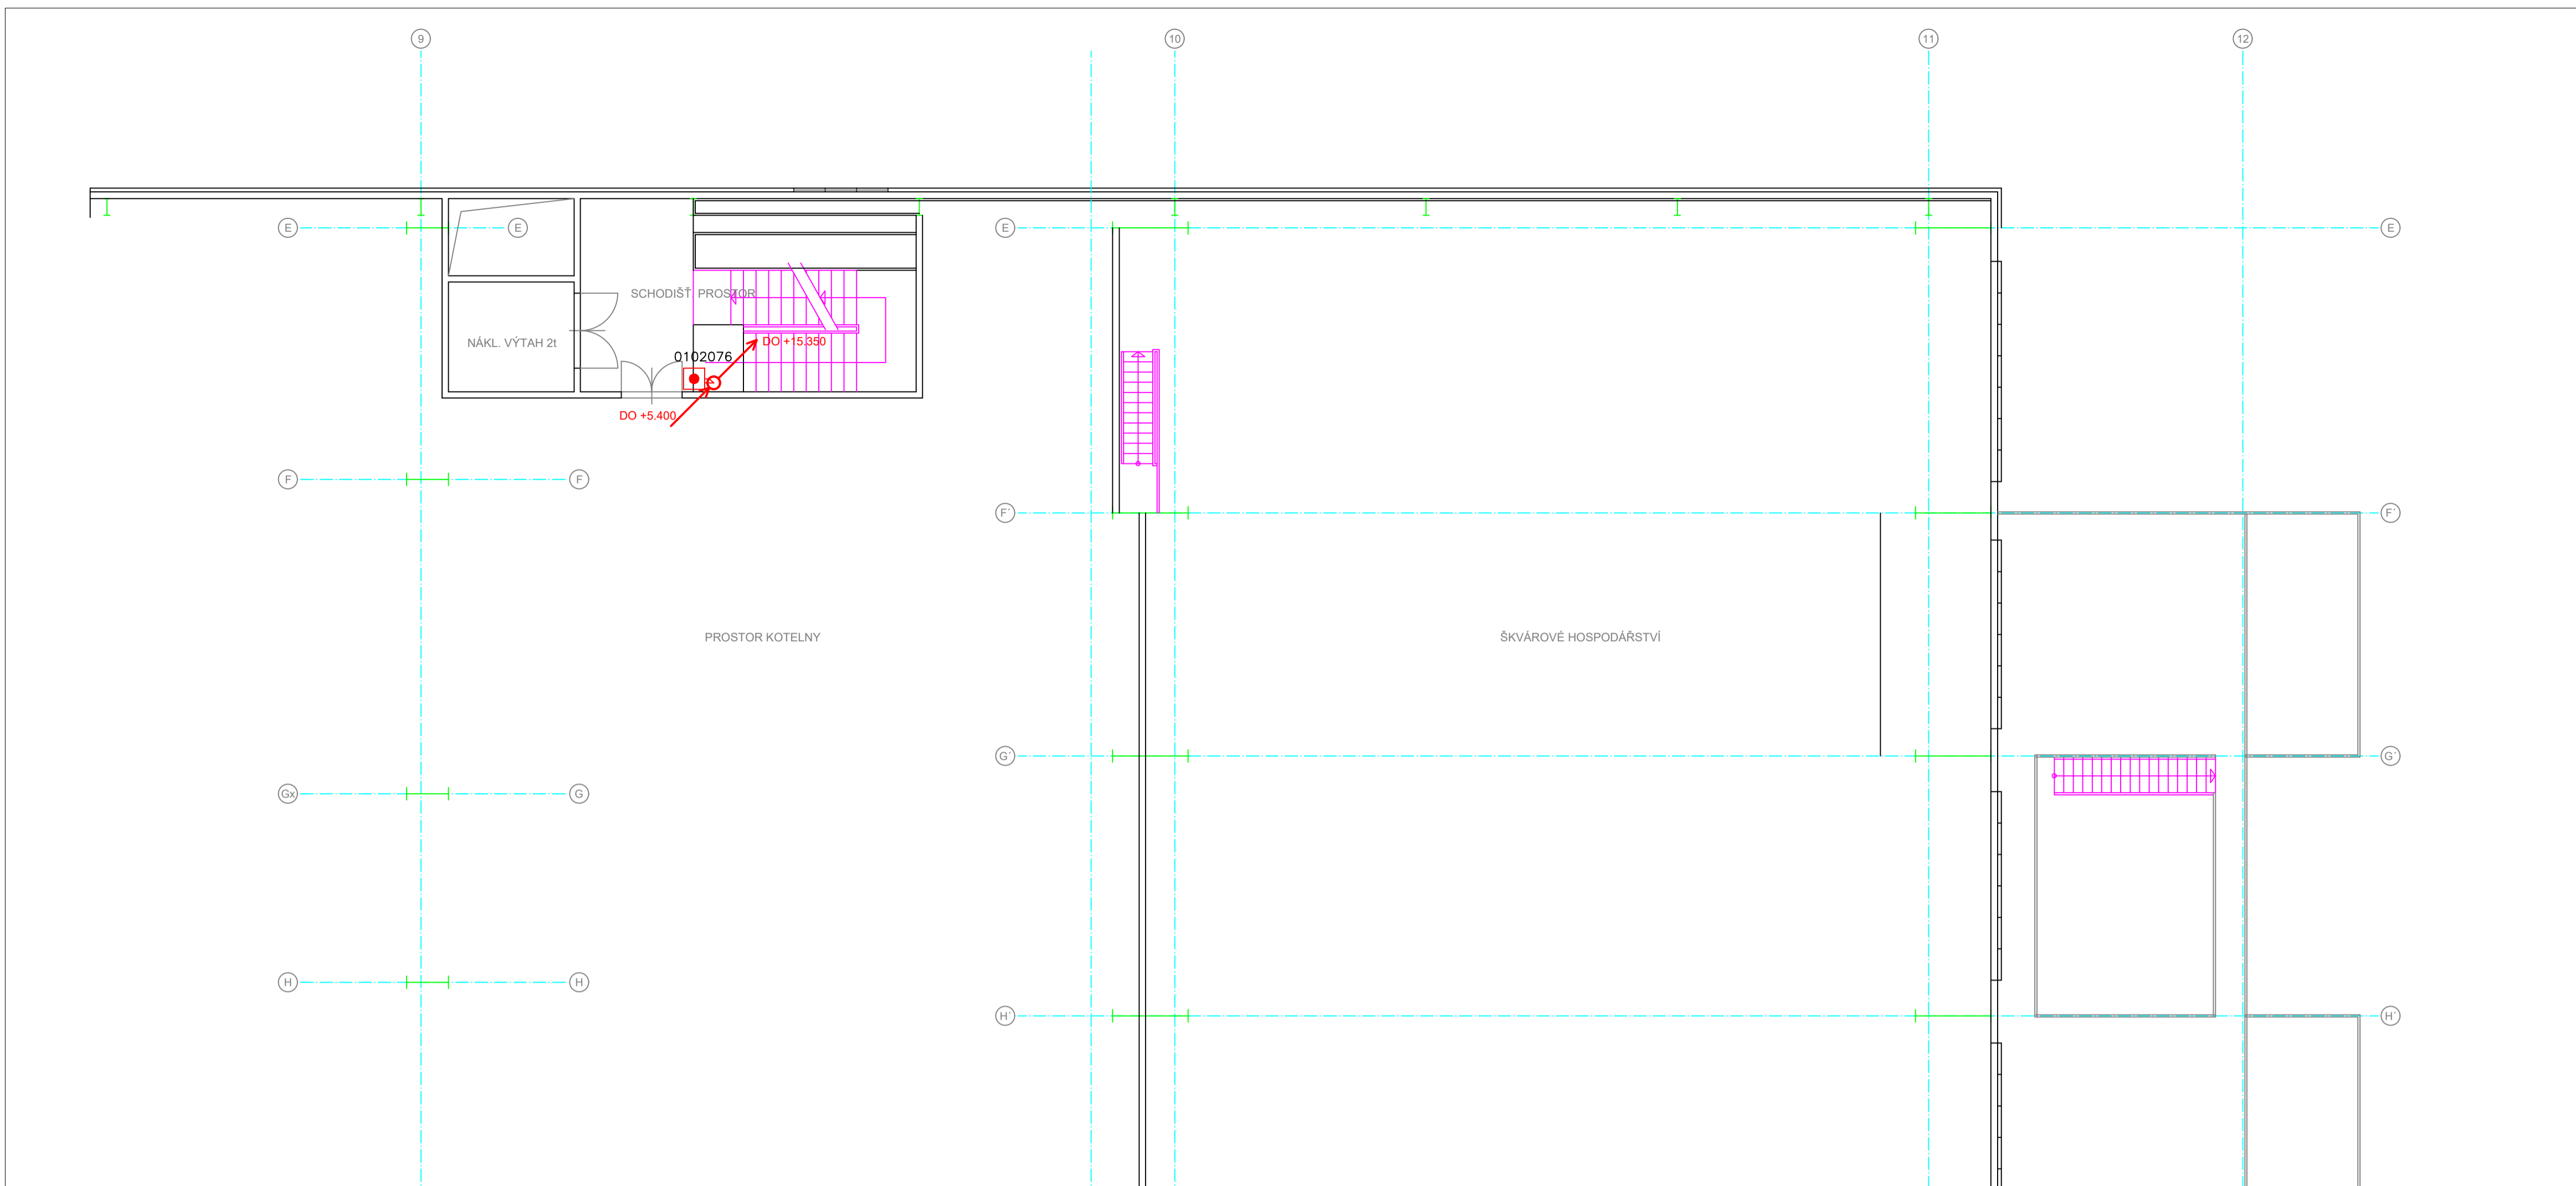 9
10
11
12
E
E
E
E
SCHODIŠŤ. PROSTOR
NÁKL. VÝTAH 2t
DO +15.350
0102076
DO +5.400
F
F
F´
F´
PROSTOR KOTELNY
ŠKVÁROVÉ HOSPODÁŘSTVÍ
G´
G´
Gx
G
H
H
H´
H´